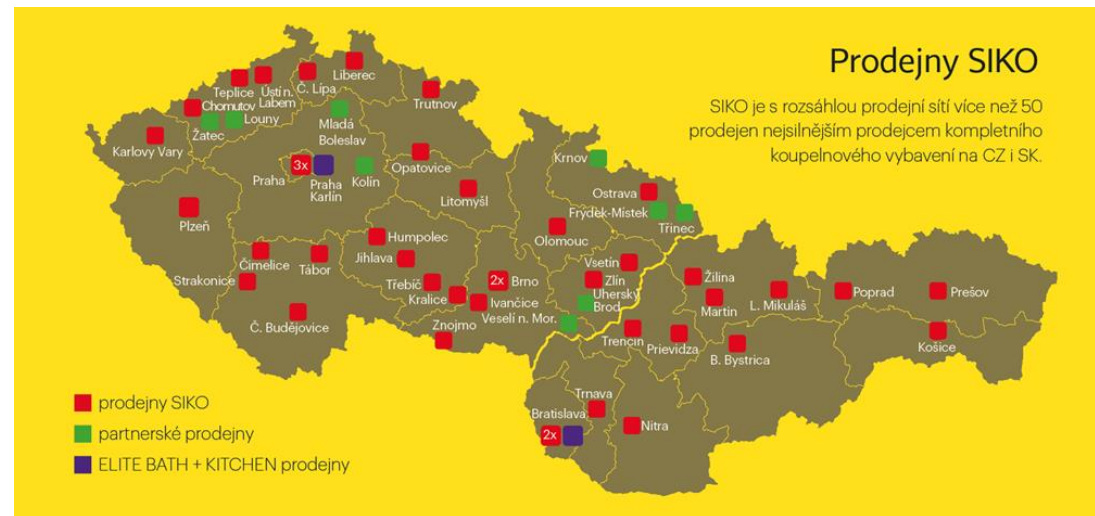 Prodejny SIKO
SIKO je s rozsáhlou prodejní sítí více než 50
prodejen nejsilnějším prodejcem kompletního
koupelnového vybavení na CZ i SK.
Liberec
Teplice
Ústí n.
Labem
Č. Lípa
Chomutov
Trutnov
Louny
Žatec
Mladá
Boleslav
Karlovy Vary
Krnov
Opatovice
3x
Praha
Praha
Karlín
Kolín
Ostrava
Litomyšl
Frýdek-Místek
Třinec
Plzeň
Olomouc
Humpolec
Čimelice
Tábor
Jihlava
Vsetín
Strakonice
Třebíč
2x
Brno
Zlín
Žilina
Kralice
Ivančice
Uherský
Brod
Martin
L. Mikuláš
Poprad
Prešov
Č. Budějovice
Znojmo
Veselí n. Mor.
Trencin
Prievidza
B. Bystrica
Košice
Trnava
Bratislava
2x
Nitra
prodejny SIKO
partnerské prodejny
ELITE BATH + KITCHEN prodejny